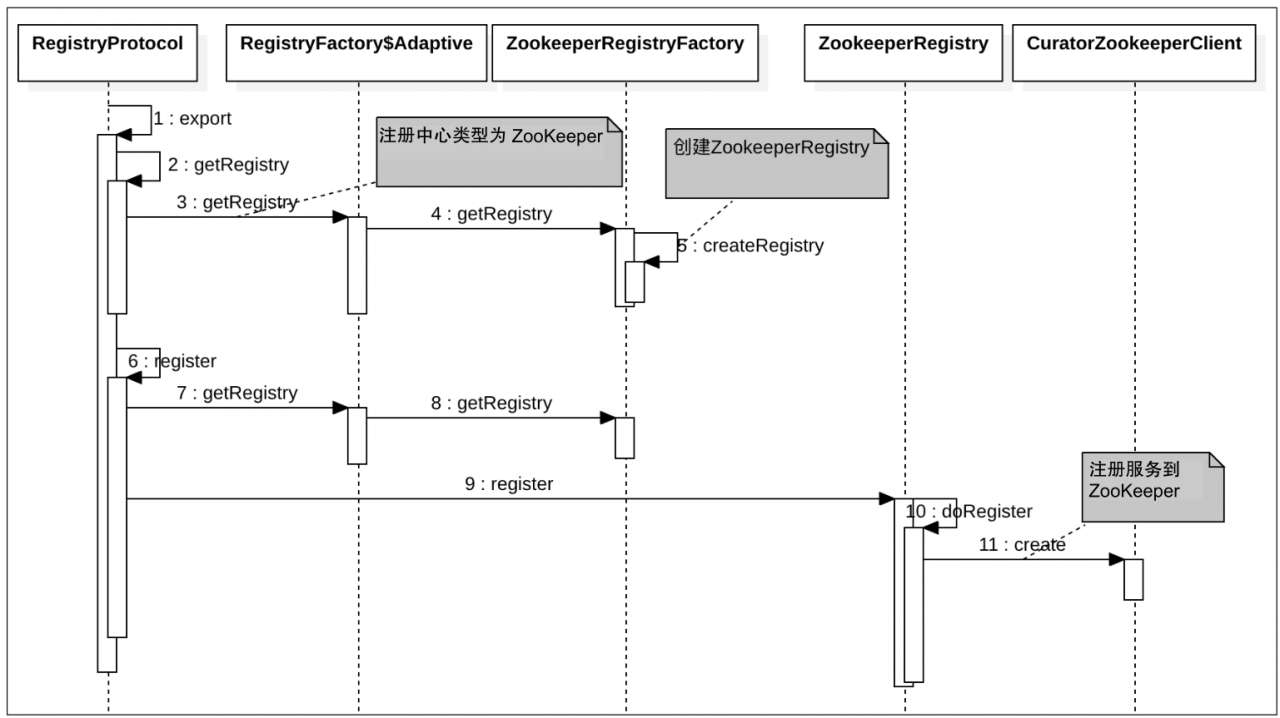 RegistryProtocol
RegistryFactory$Adaptive
ZookeeperRegistryFactory
ZookeeperRegistry
CuratorZookeeperClient
1 : export
注册中心类型为 ZooKeeper
创建ZookeeperRegistry
2 : getRegistry
3 : getRegistry
4 : getRegistry
5 : createRegistry
6 : register
7 : getRegistry
8 : getRegistry
注册服务到
ZooKeeper
9 : register
10 : doRegister
11 : create